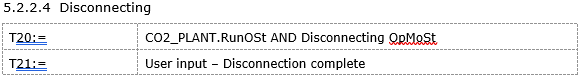 5.2.2.4 Disconnecting
T20:= CO2_PLANT.RunOSt AND Disconnecting OpMoSt
T21:= User input – Disconnection complete